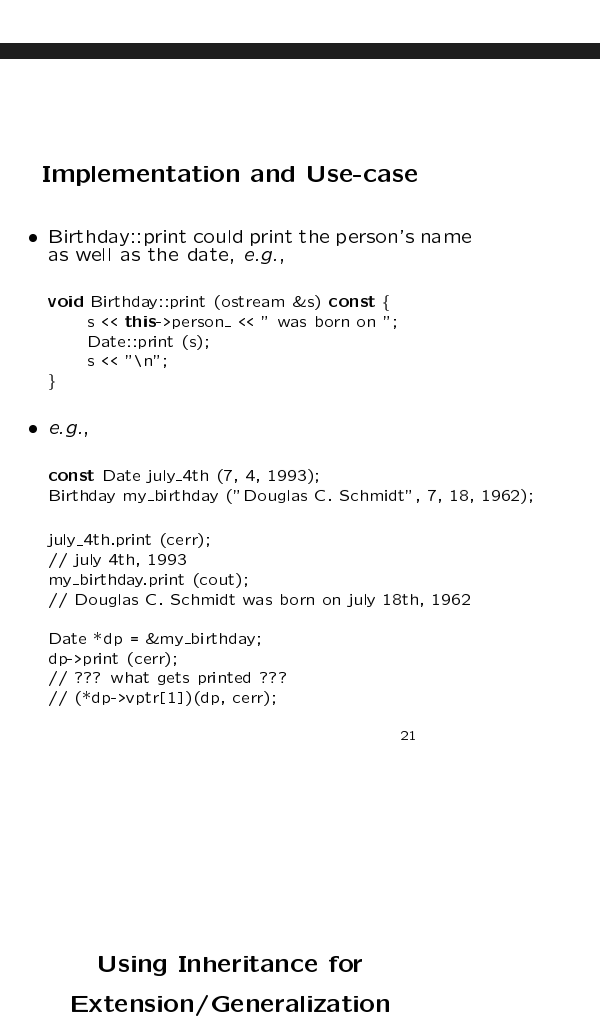 Implementation and Use-case
● Birthday::print could print the person's name
as well as the date, e.g.,
void Birthday::print (ostream &s) const {
s << this->person_ << " was born on ";
Date::print (s);
s << "\n";
}
● e.g.,
const Date july_4th (7, 4, 1993);
Birthday my_birthday ("Douglas C. Schmidt", 7, 18, 1962);
july_4th.print (cerr);
// july 4th, 1993
my_birthday.print (cout);
// Douglas C. Schmidt was born on july 18th, 1962
Date *dp = &my_birthday;
dp->print (cerr);
// ??? what gets printed ???
// (*dp->vptr[1])(dp, cerr);
21
Using Inheritance for
Extension/Generalization